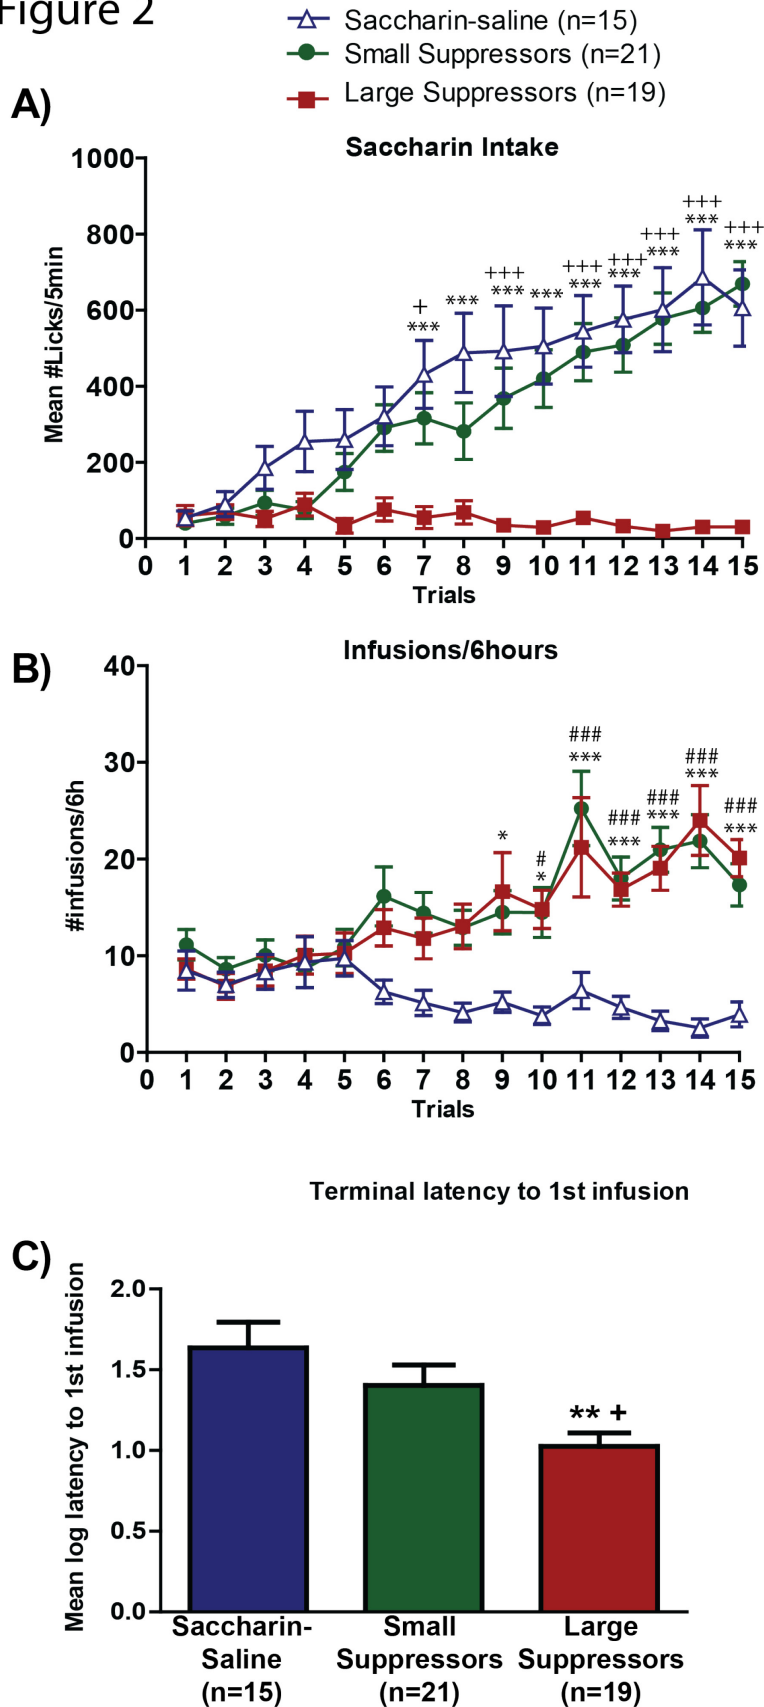 Figure 2
Saccharin-saline (n=15)
Small Suppressors (n=21)
Large Suppressors (n=19)
A)
Saccharin Intake
Mean #Licks/5min
1000
800
600
400
200
0
+++
***
+++
***
+++
***
+++
***
+++
***
***
+++
***
***
+
***
0 1 2 3 4 5 6 7 8 9 10 11 12 13 14 15
Trials
B)
Infusions/6hours
#infusions/6h
40
30
20
10
0
*
#
*
###
***
###
***
###
***
###
***
###
***
0 1 2 3 4 5 6 7 8 9 10 11 12 13 14 15
Trials
Terminal latency to 1st infusion
C)
Mean log latency to 1st infusion
2.0
1.5
1.0
0.5
0.0
** +
Saccharin-
Saline
(n=15)
Small
Suppressors
(n=21)
Large
Suppressors
(n=19)